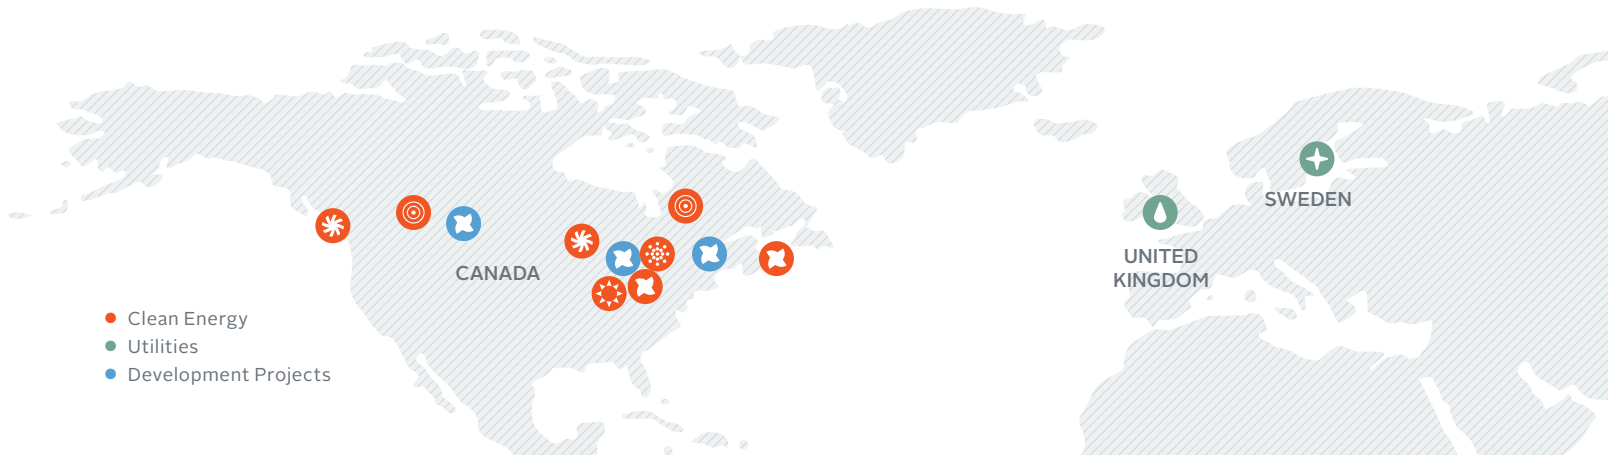 SWEDEN
UNITED
KINGDOM
CANADA
Clean Energy
Utilities
Development Projects